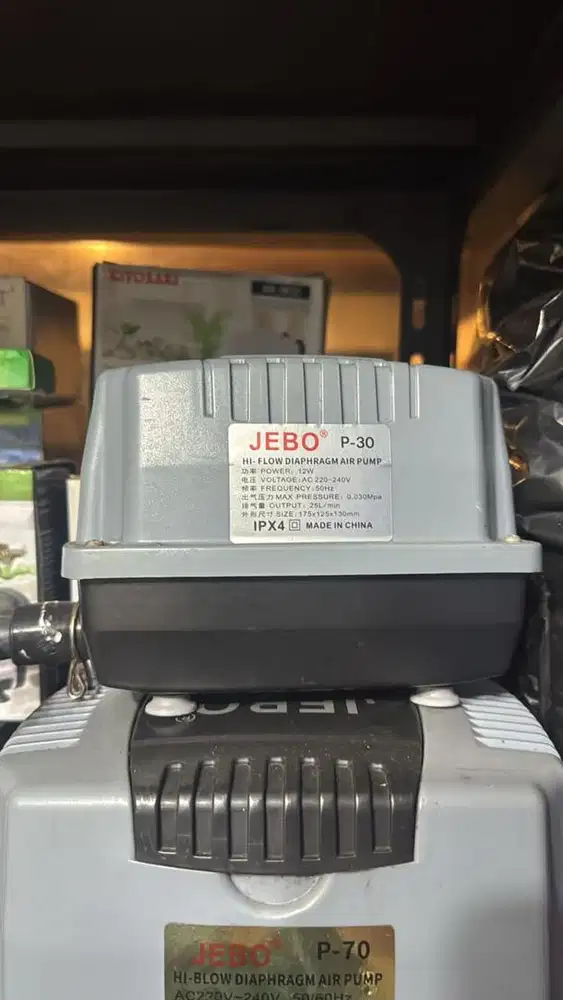 JEBO® P-30
HI-FLOW DIAPHRAGM AIR PUMP
功率 POWER: 12W
电压 VOLTAGE: AC 220-240V
频率 FREQUENCY: 50Hz
出气压力 MAX PRESSURE: 0.030Mpa
排气量 OUTPUT: 25L/min
外形尺寸 SIZE: 175x125x130mm
IPX4 MADE IN CHINA
JEBO
JEBO® P-70
HI-BLOW DIAPHRAGM AIR PUMP
AC220V~240V 50/60Hz